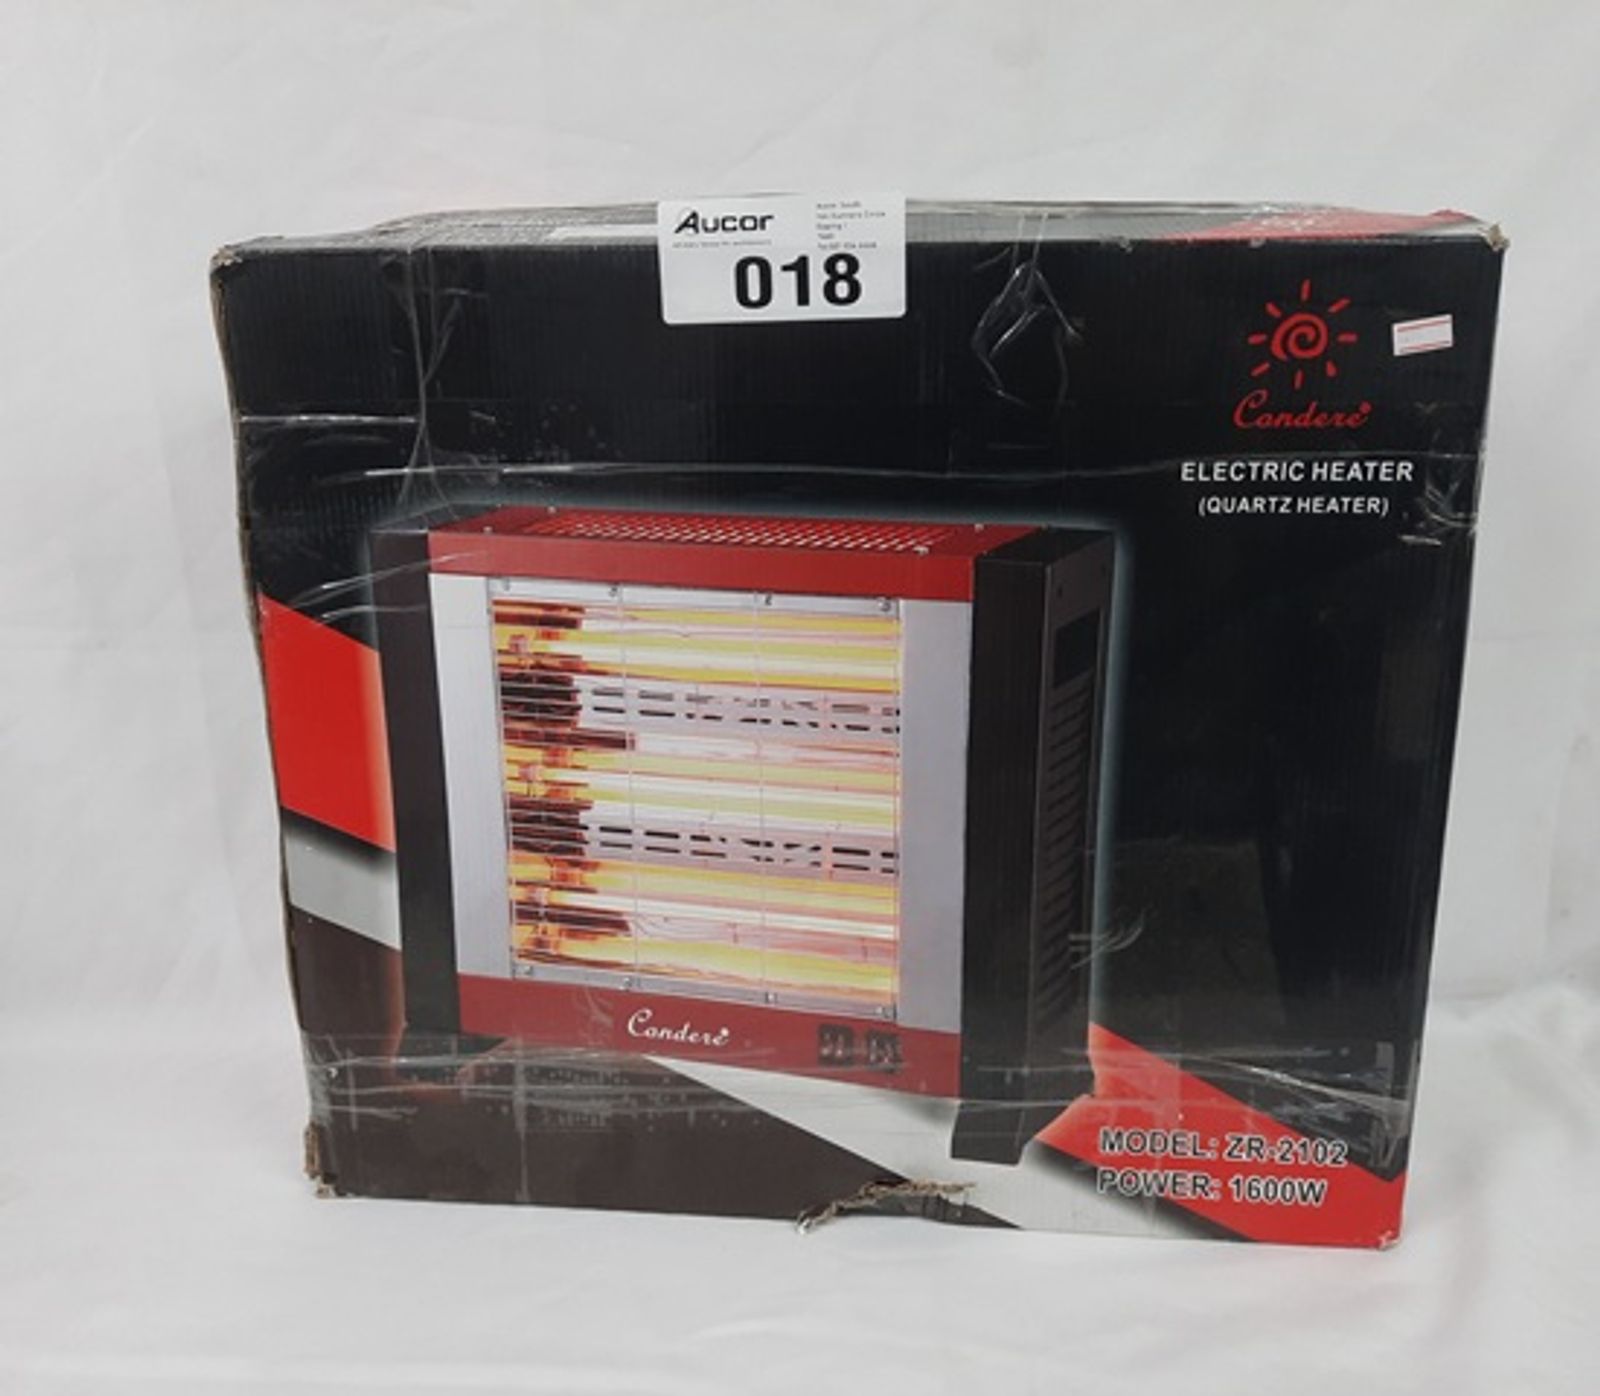 Aucor
018
Condere
ELECTRIC HEATER
(QUARTZ HEATER)
Condere
MODEL: ZR-2102
POWER: 1600W